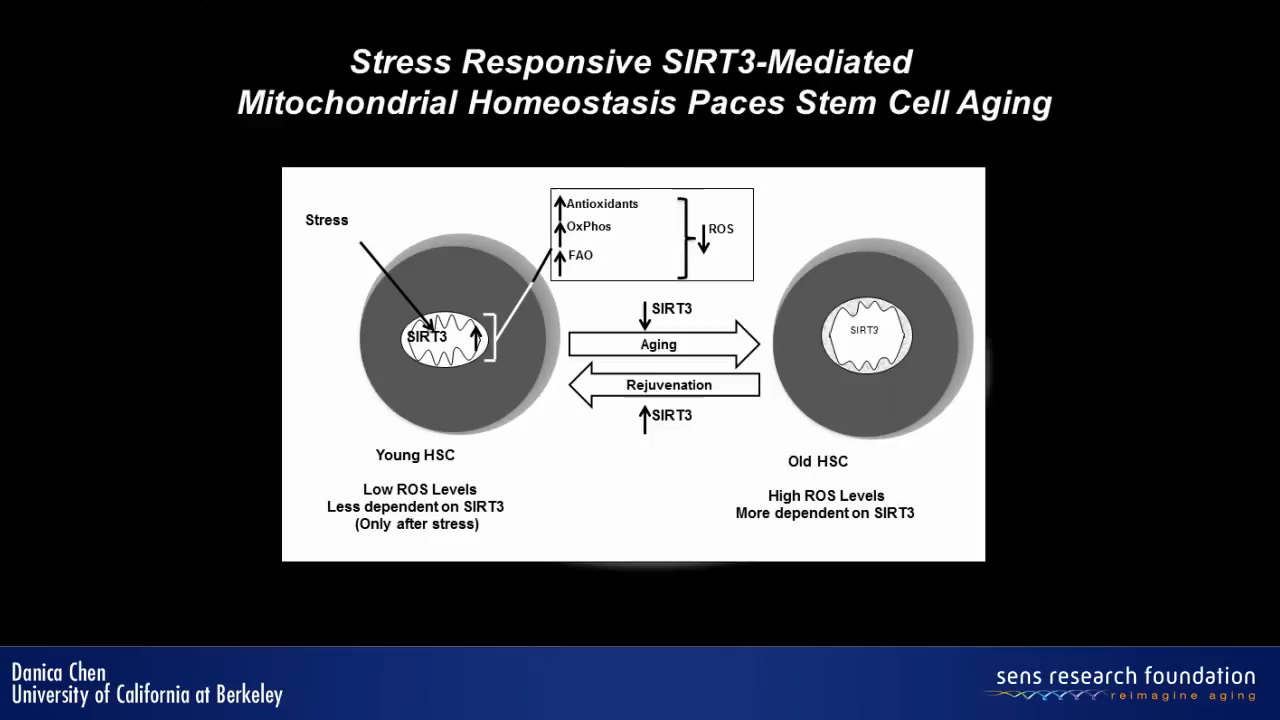 Stress Responsive SIRT3-Mediated
Mitochondrial Homeostasis Paces Stem Cell Aging
Stress
Antioxidants
OxPhos
FAO
ROS
SIRT3
SIRT3
Aging
Rejuvenation
SIRT3
SIRT3
Young HSC
Low ROS Levels
Less dependent on SIRT3
(Only after stress)
Old HSC
High ROS Levels
More dependent on SIRT3
Danica Chen
University of California at Berkeley
sens research foundation
reimagine aging